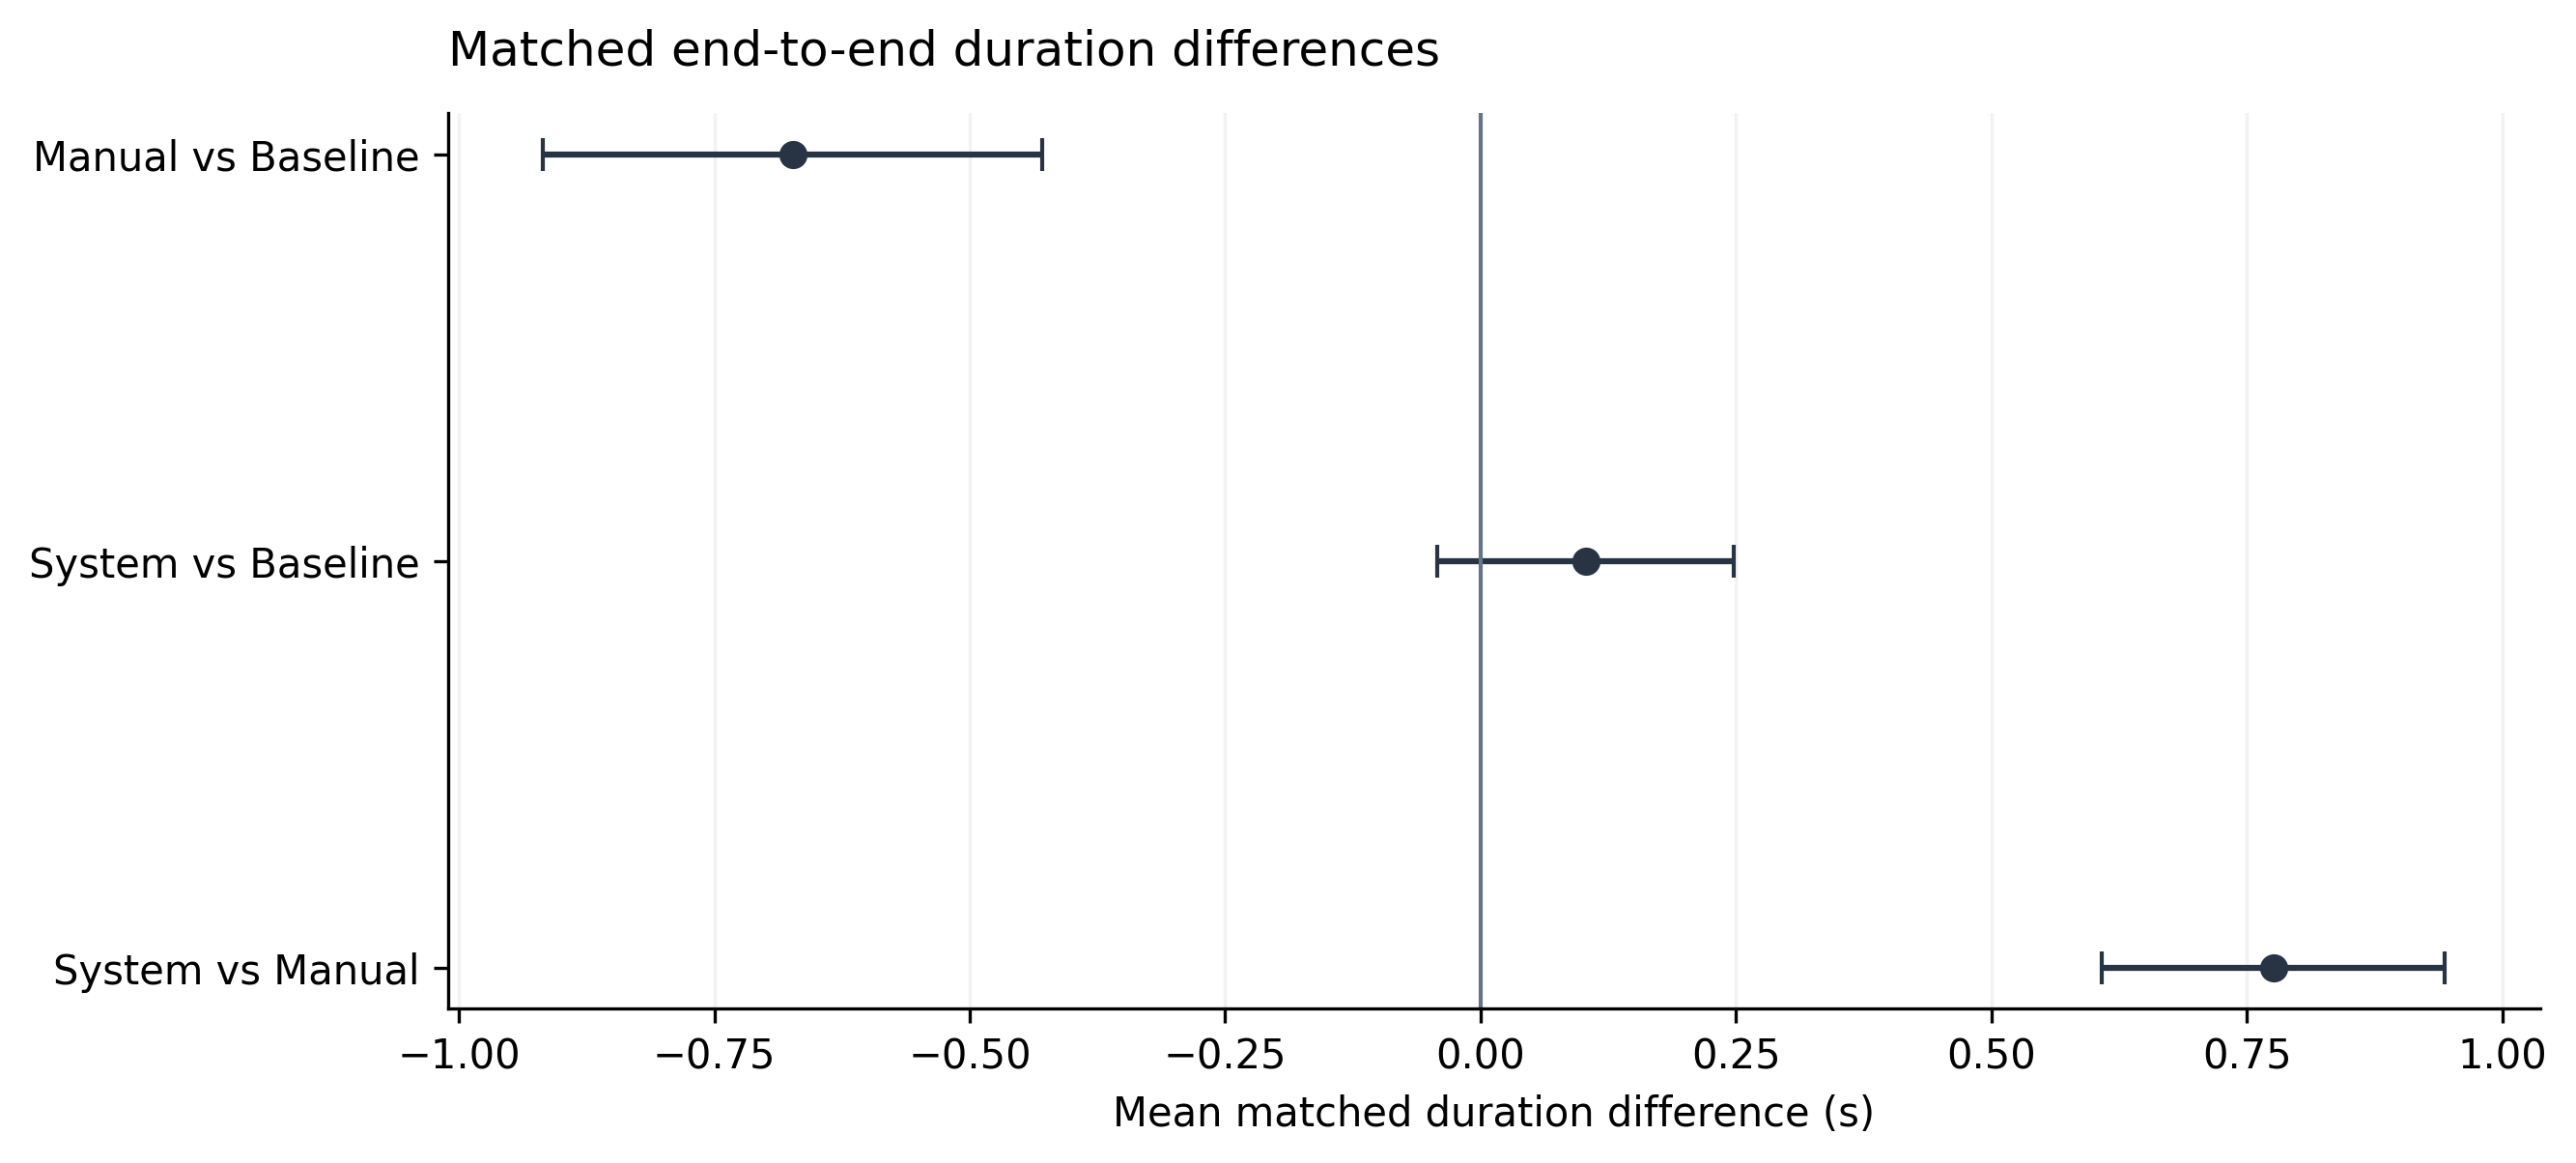 Matched end-to-end duration differences
Manual vs Baseline
System vs Baseline
System vs Manual
−1.00 −0.75 −0.50 −0.25 0.00 0.25 0.50 0.75 1.00
Mean matched duration difference (s)